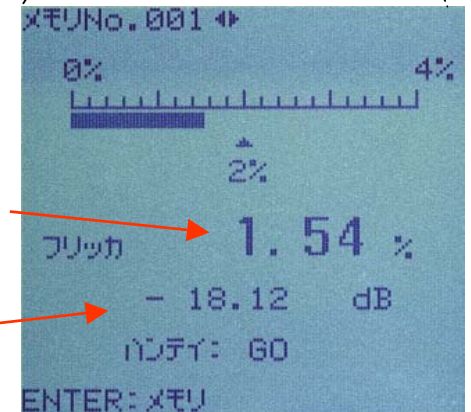 メモリNo.001 ◀▶
0% 4%
2%
フリッカ 1.54 %
- 18.12 dB
ハンテイ: GO
ENTER:メモリ